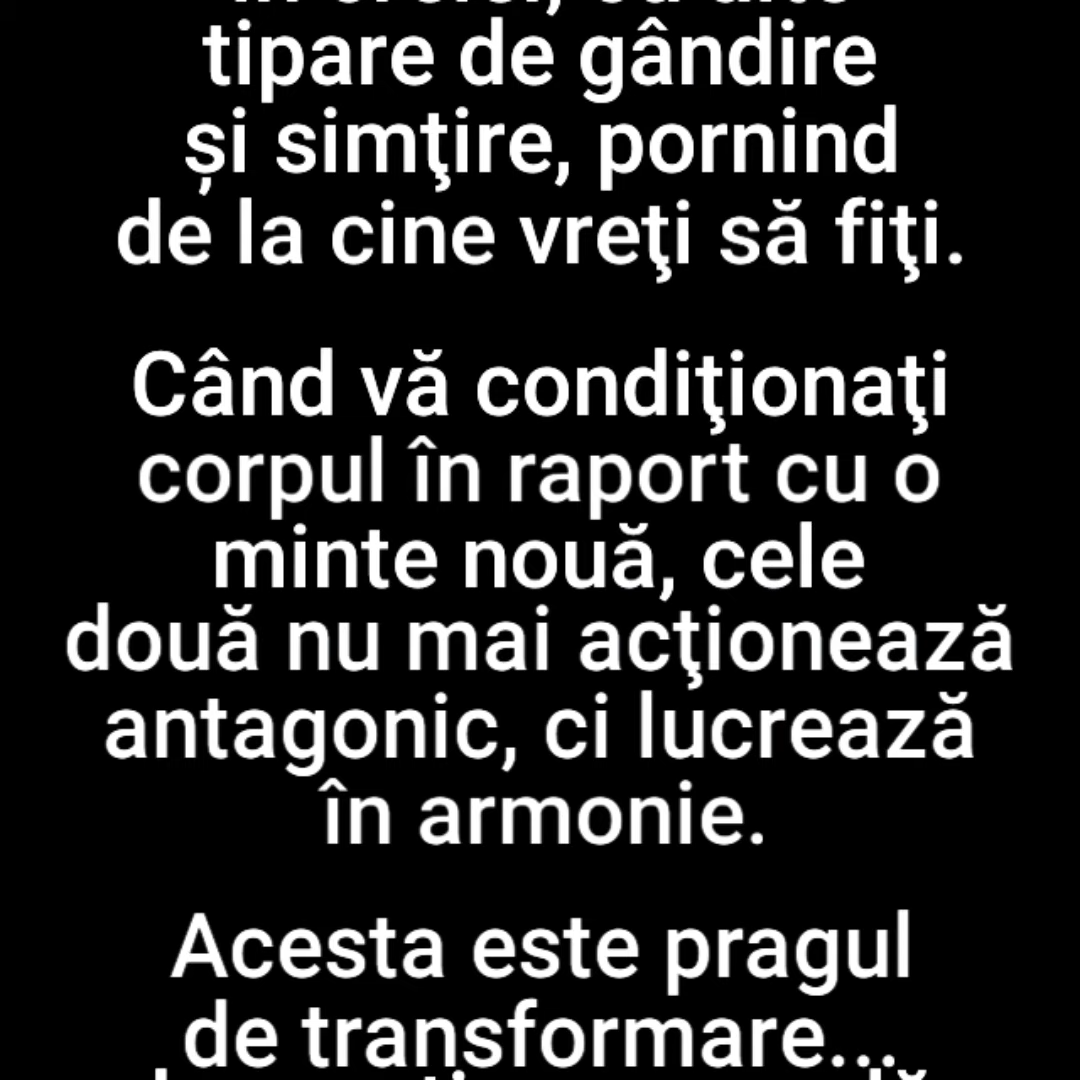 tipare de gândire
și simţire, pornind
de la cine vreţi să fiţi.
Când vă condiţionaţi
corpul în raport cu o
minte nouă, cele
două nu mai acţionează
antagonic, ci lucrează
în armonie.
Acesta este pragul
de transformare...